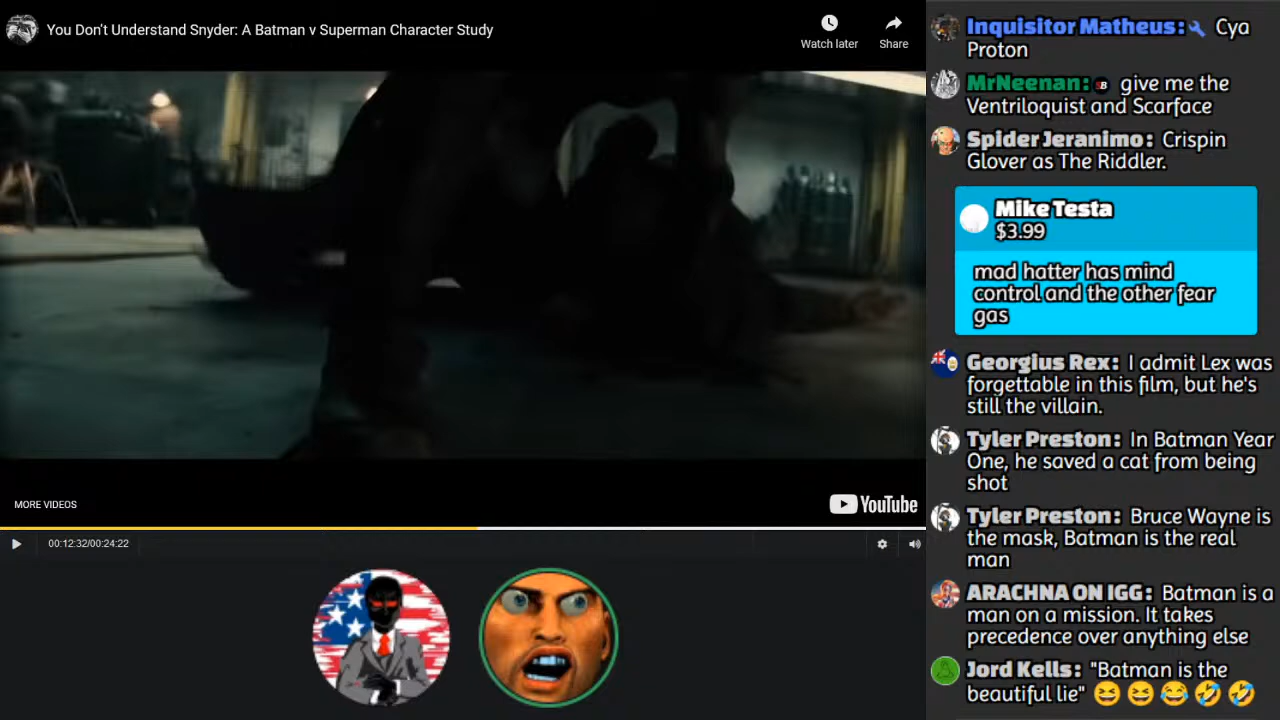 You Don't Understand Snyder: A Batman v Superman Character Study
Watch later
Share
MORE VIDEOS
YouTube
00:12:32/00:24:22
Inquisitor Matheus: Cya
Proton
MrNeenan: give me the
Ventriloquist and Scarface
Spider Jeranimo: Crispin
Glover as The Riddler.
Mike Testa
$3.99
mad hatter has mind
control and the other fear
gas
Georgius Rex: I admit Lex was
forgettable in this film, but he's
still the villain.
Tyler Preston: In Batman Year
One, he saved a cat from being
shot
Tyler Preston: Bruce Wayne is
the mask, Batman is the real
man
ARACHNA ON IGG: Batman is a
man on a mission. It takes
precedence over anything else
Jord Kells: "Batman is the
beautiful lie" 😆 😆 😂 🤣 🤣